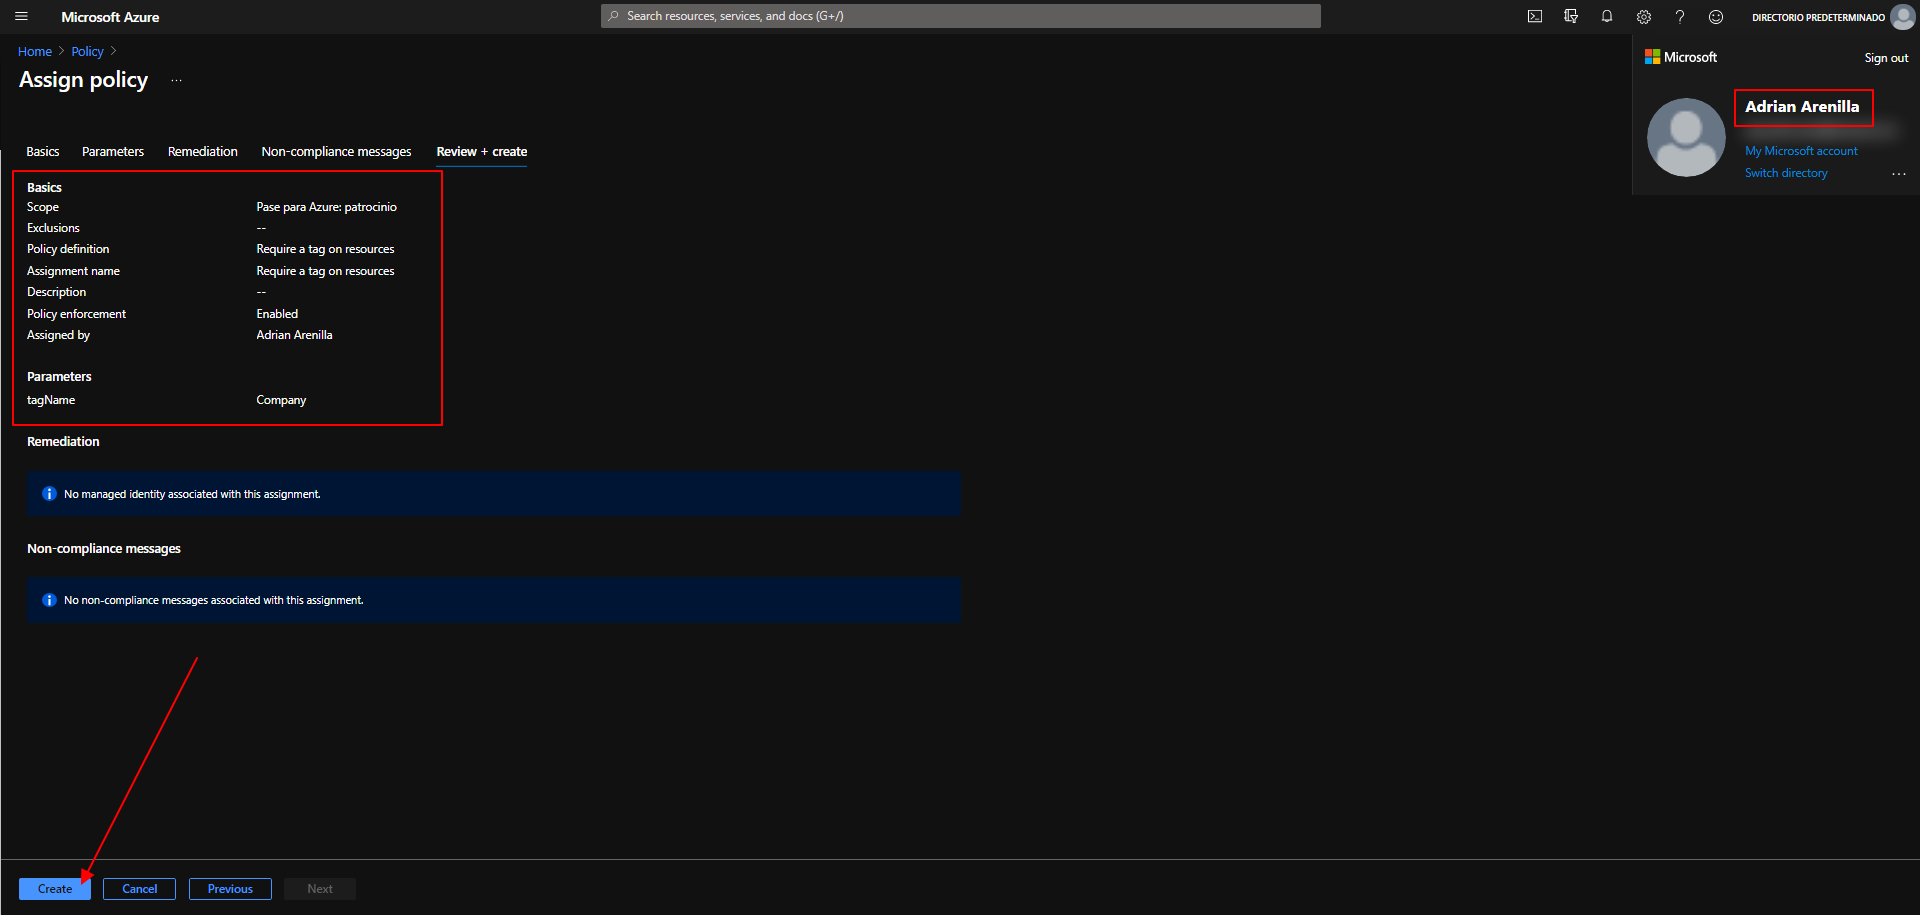 Microsoft Azure
Search resources, services, and docs (G+/)
DIRECTORIO PREDETERMINADO
Home > Policy >
Assign policy ...
Microsoft
Sign out
Adrian Arenilla
My Microsoft account
Switch directory
...
Basics Parameters Remediation Non-compliance messages Review + create
Basics
Scope Pase para Azure: patrocinio
Exclusions --
Policy definition Require a tag on resources
Assignment name Require a tag on resources
Description --
Policy enforcement Enabled
Assigned by Adrian Arenilla
Parameters
tagName Company
Remediation
No managed identity associated with this assignment.
Non-compliance messages
No non-compliance messages associated with this assignment.
Create Cancel Previous Next